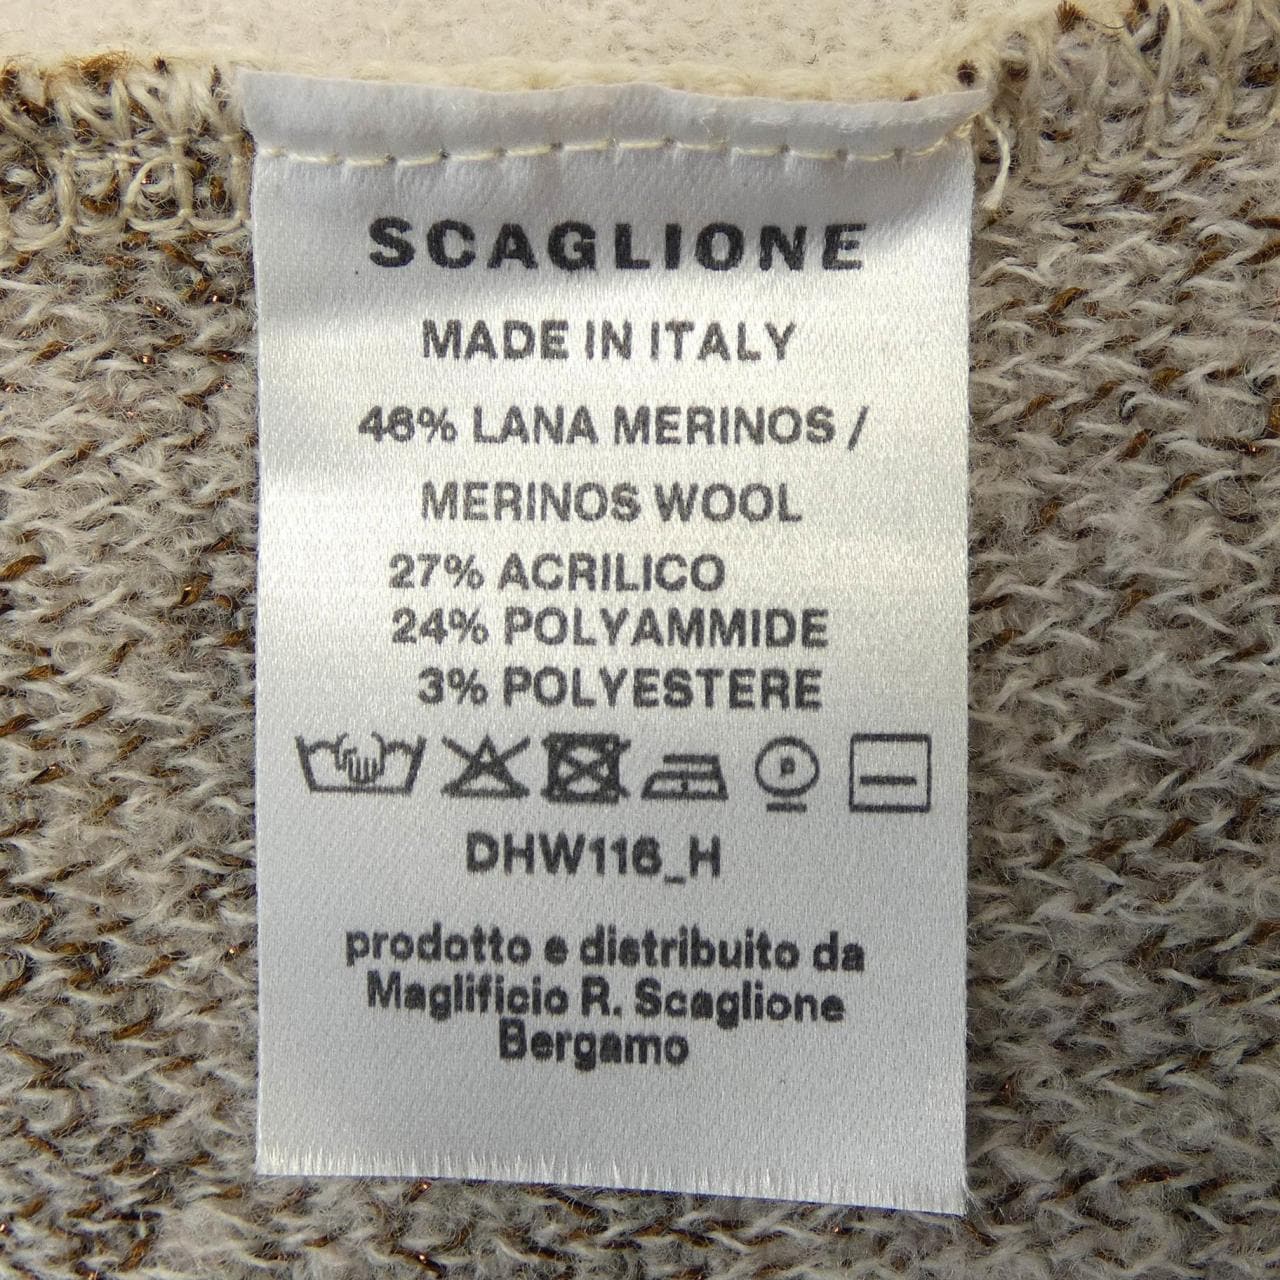 SCAGLIONE
MADE IN ITALY
46% LANA MERINOS /
MERINOS WOOL
27% ACRILICO
24% POLYAMMIDE
3% POLYESTERE
P
DHW116_H
prodotto e distribuito da
Maglificio R. Scaglione
Bergamo